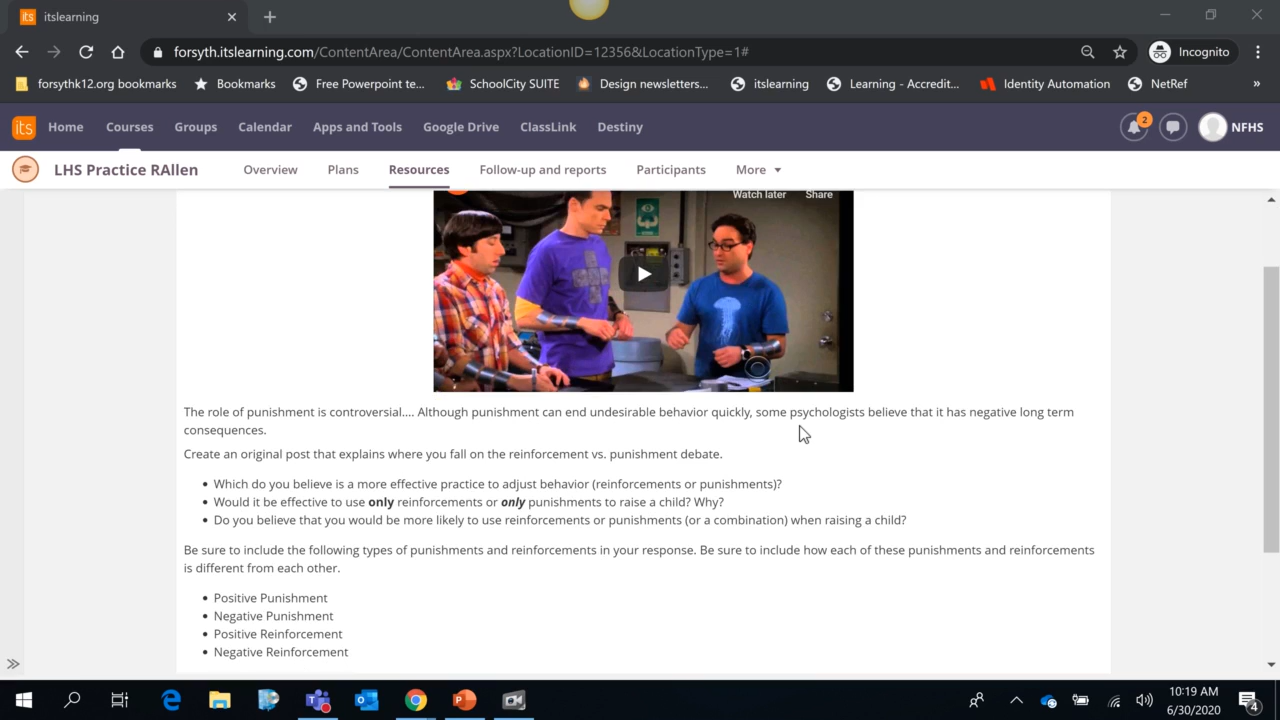 its itslearning
forsyth.itslearning.com/ContentArea/ContentArea.aspx?LocationID=12356&LocationType=1# Incognito
forsythk12.org bookmarks Bookmarks Free Powerpoint te... SchoolCity SUITE Design newsletters... itslearning Learning - Accredit... Identity Automation NetRef »
its Home Courses Groups Calendar Apps and Tools Google Drive ClassLink Destiny 2 NFHS
LHS Practice RAllen Overview Plans Resources Follow-up and reports Participants More
Watch later Share
The role of punishment is controversial.... Although punishment can end undesirable behavior quickly, some psychologists believe that it has negative long term
consequences.
Create an original post that explains where you fall on the reinforcement vs. punishment debate.
• Which do you believe is a more effective practice to adjust behavior (reinforcements or punishments)?
• Would it be effective to use only reinforcements or only punishments to raise a child? Why?
• Do you believe that you would be more likely to use reinforcements or punishments (or a combination) when raising a child?
Be sure to include the following types of punishments and reinforcements in your response. Be sure to include how each of these punishments and reinforcements
is different from each other.
• Positive Punishment
• Negative Punishment
• Positive Reinforcement
• Negative Reinforcement
10:19 AM
6/30/2020
4